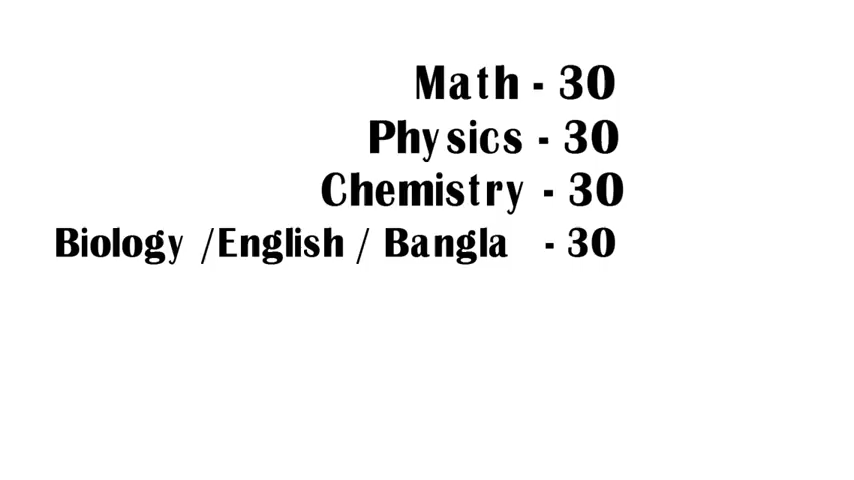 Math - 30
Physics - 30
Chemistry - 30
Biology /English / Bangla - 30